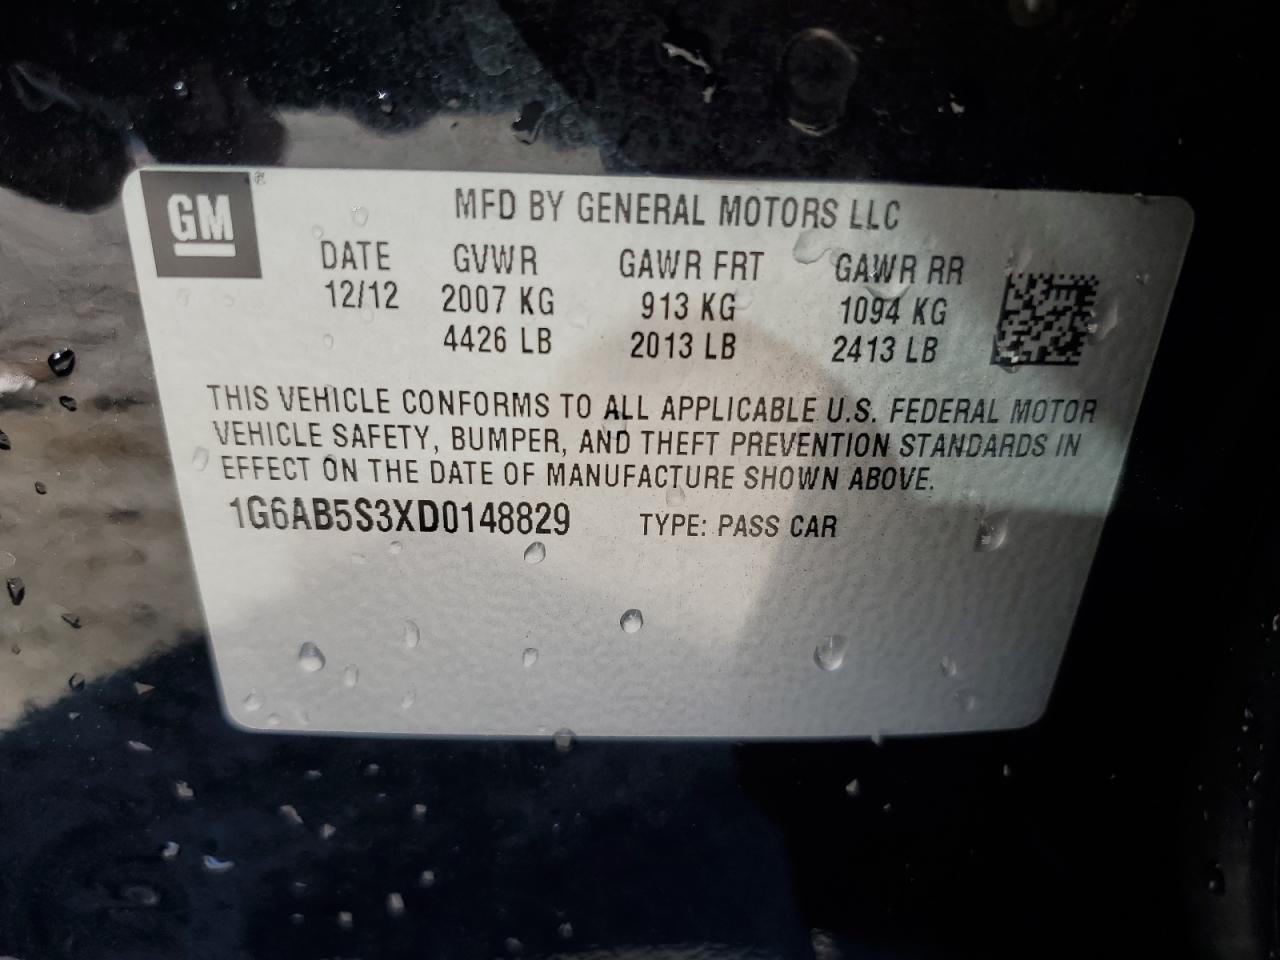 GM ®
MFD BY GENERAL MOTORS LLC
DATE GVWR GAWR FRT GAWR RR
12/12 2007 KG 913 KG 1094 KG
4426 LB 2013 LB 2413 LB
THIS VEHICLE CONFORMS TO ALL APPLICABLE U.S. FEDERAL MOTOR
VEHICLE SAFETY, BUMPER, AND THEFT PREVENTION STANDARDS IN
EFFECT ON THE DATE OF MANUFACTURE SHOWN ABOVE.
1G6AB5S3XD0148829 TYPE: PASS CAR